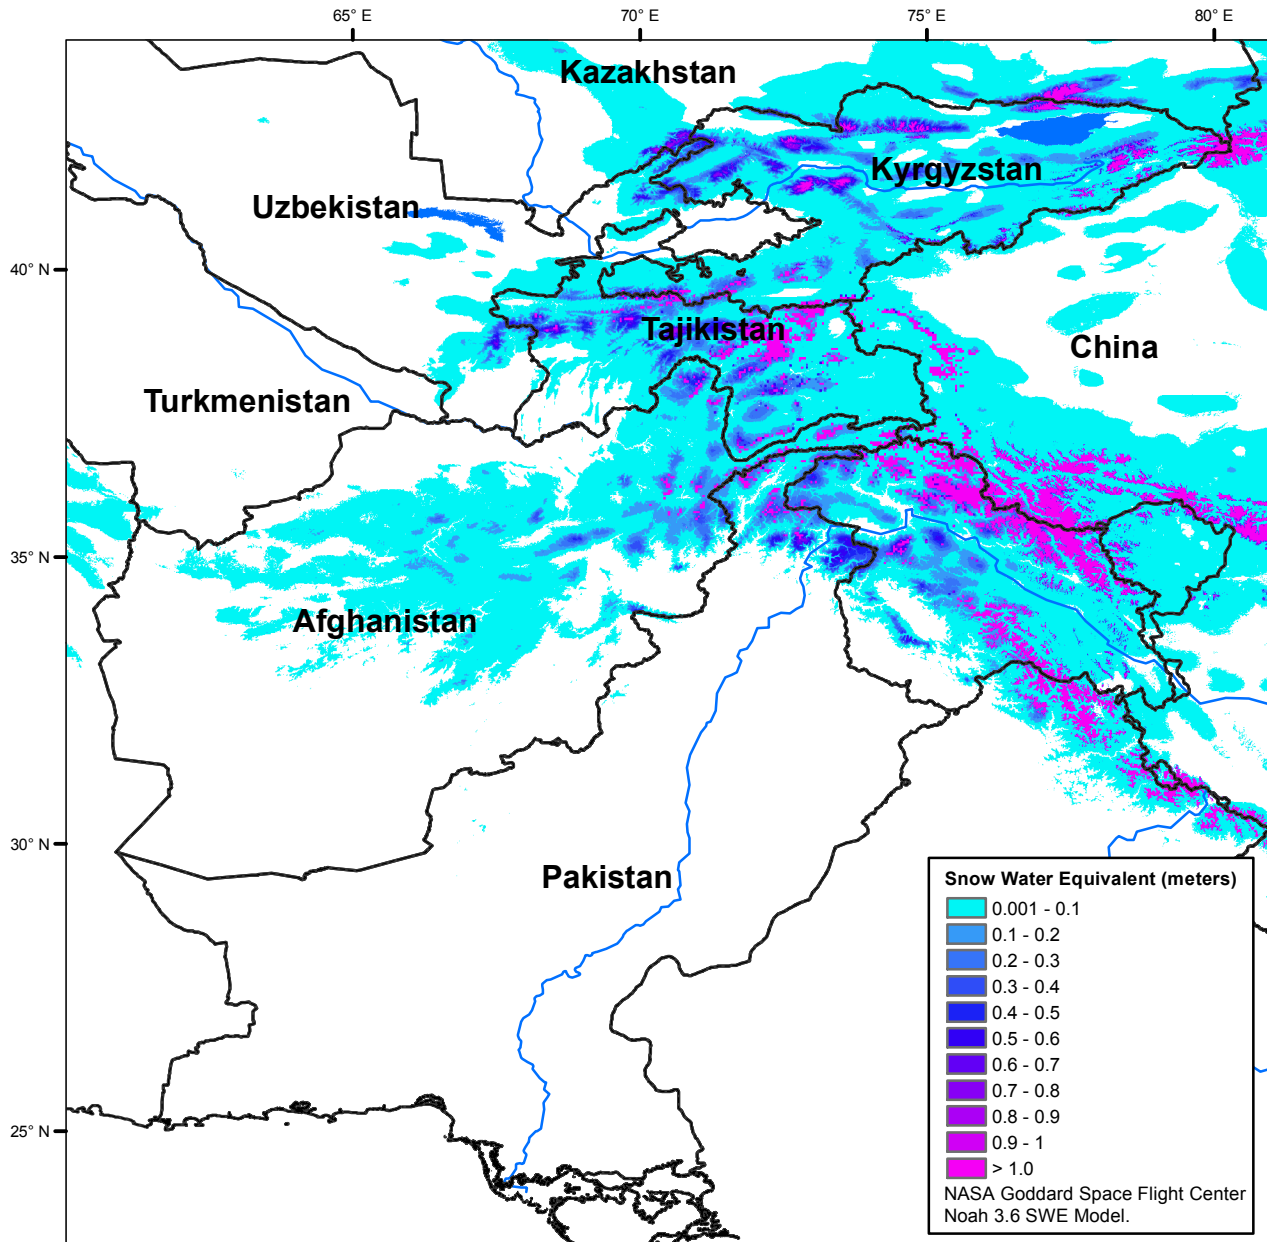 65° E
70° E
75° E
80° E
Kazakhstan
Kyrgyzstan
Uzbekistan
40° N
Tajikistan
China
Turkmenistan
35° N
Afghanistan
30° N
Pakistan
25° N
Snow Water Equivalent (meters)
0.001 - 0.1
0.1 - 0.2
0.2 - 0.3
0.3 - 0.4
0.4 - 0.5
0.5 - 0.6
0.6 - 0.7
0.7 - 0.8
0.8 - 0.9
0.9 - 1
> 1.0
NASA Goddard Space Flight Center
Noah 3.6 SWE Model.